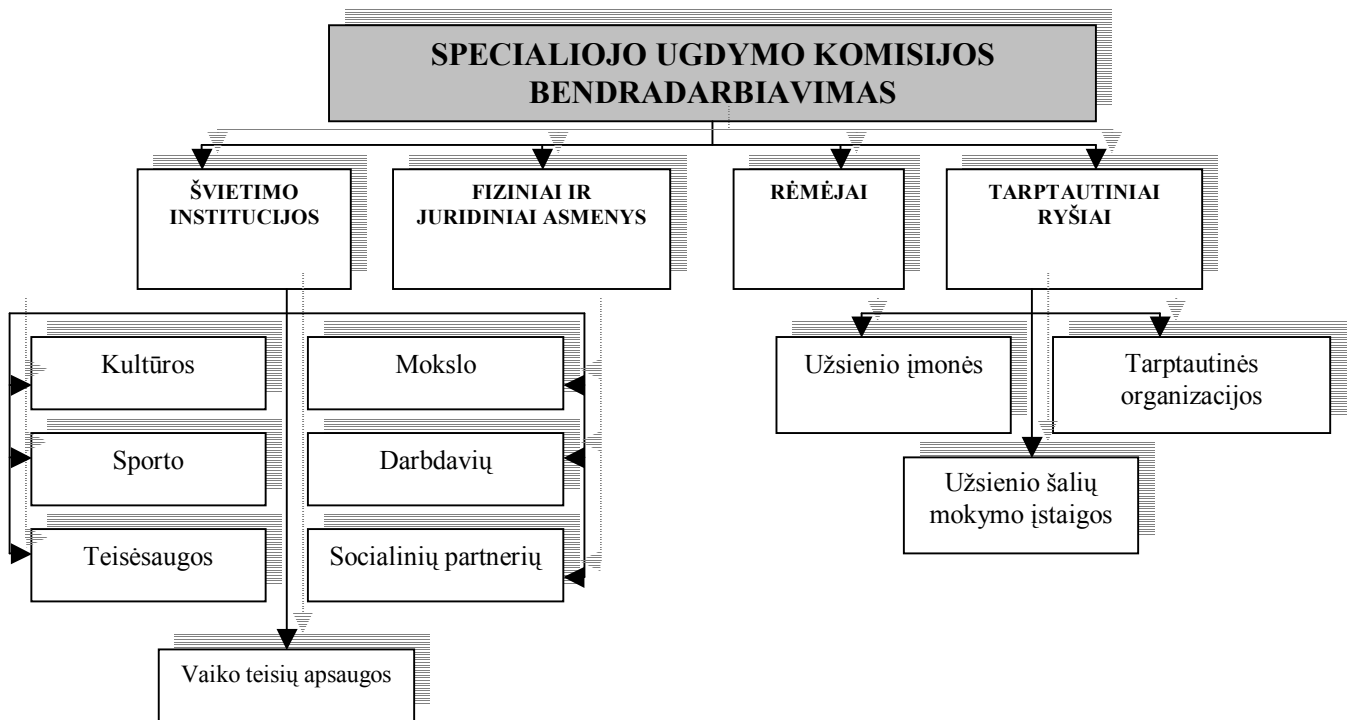 SPECIALIOJO UGDYMO KOMISIJOS
BENDRADARBIAVIMAS
ŠVIETIMO
INSTITUCIJOS
FIZINIAI IR
JURIDINIAI ASMENYS
RĖMĖJAI
TARPTAUTINIAI
RYŠIAI
Kultūros
Mokslo
Užsienio įmonės
Tarptautinės
organizacijos
Sporto
Darbdavių
Užsienio šalių
mokymo įstaigos
Teisėsaugos
Socialinių partnerių
Vaiko teisių apsaugos